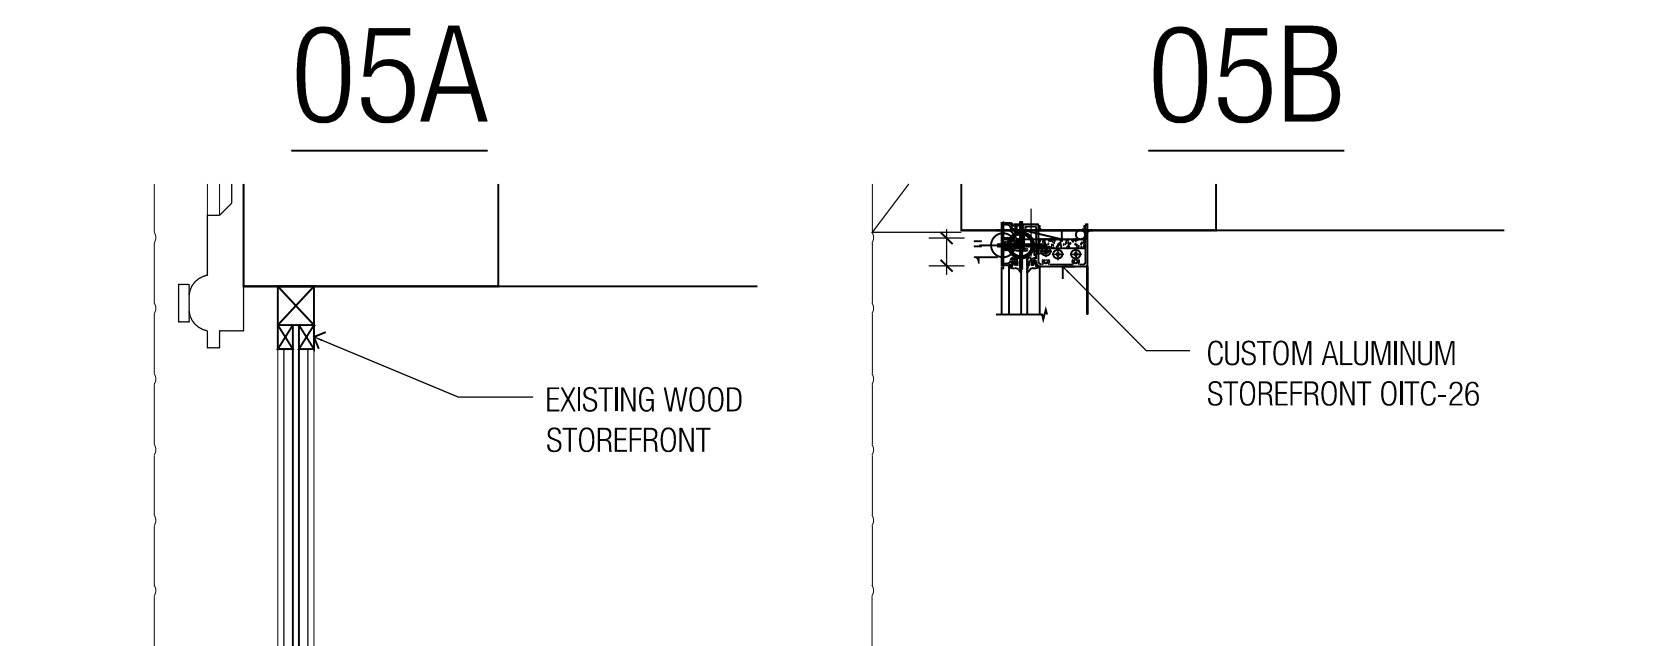 05A
05B
EXISTING WOOD
STOREFRONT
CUSTOM ALUMINUM
STOREFRONT OITC-26